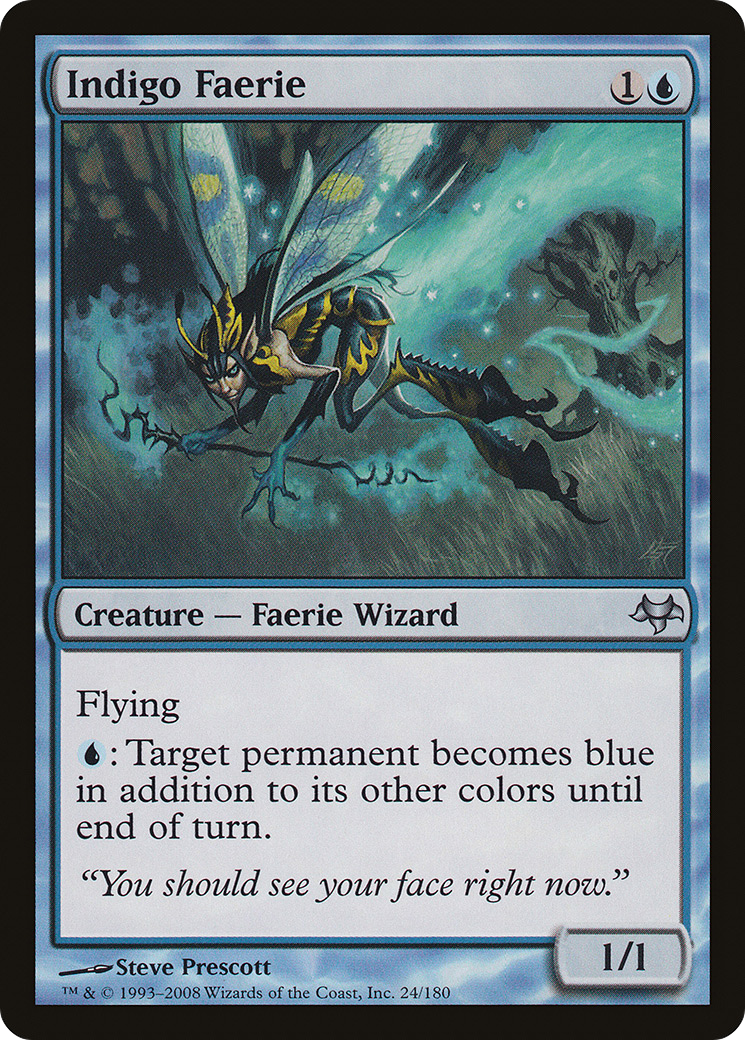 Indigo Faerie 1
Creature — Faerie Wizard
Flying
: Target permanent becomes blue
in addition to its other colors until
end of turn.
“You should see your face right now.”
1/1
Steve Prescott
™ & © 1993–2008 Wizards of the Coast, Inc. 24/180